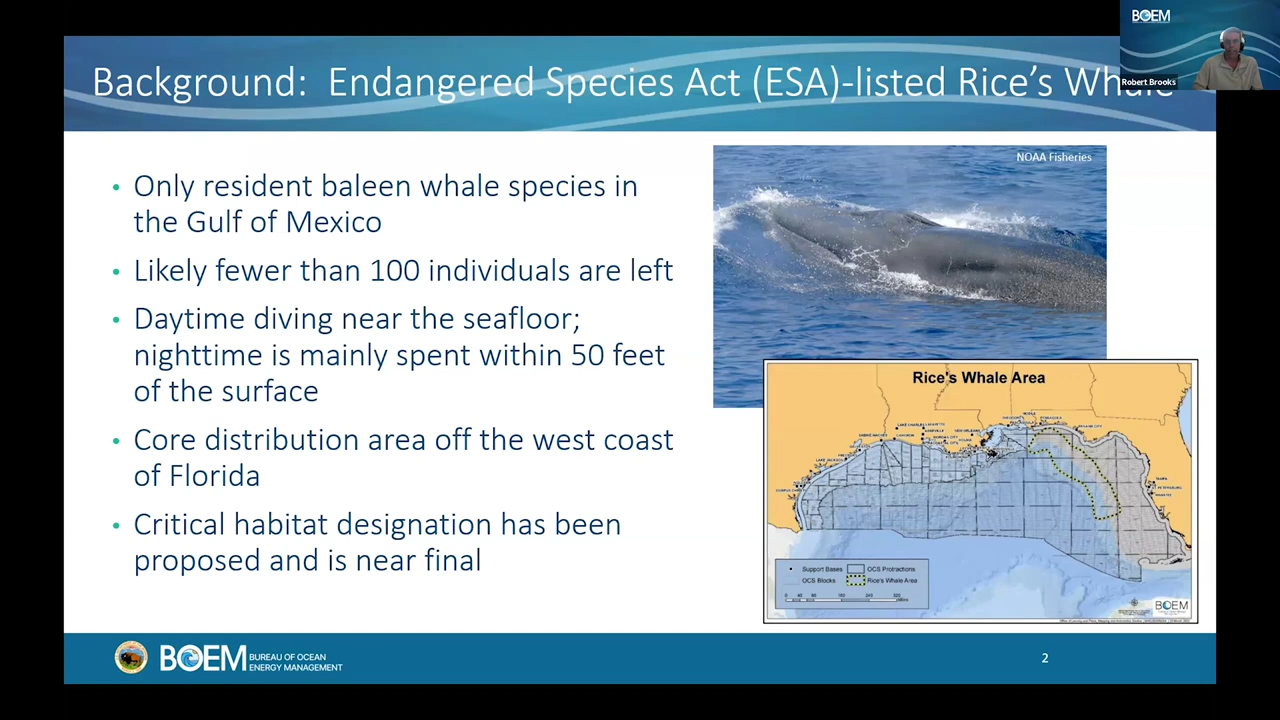 BOEM
Robert Brooks
Background: Endangered Species Act (ESA)-listed Rice's Whale
• Only resident baleen whale species in
the Gulf of Mexico
• Likely fewer than 100 individuals are left
• Daytime diving near the seafloor;
nighttime is mainly spent within 50 feet
of the surface
• Core distribution area off the west coast
of Florida
• Critical habitat designation has been
proposed and is near final
NOAA Fisheries
Rice's Whale Area
LAKE CHARLES
TAMPA
Support Bases
OCS Protractions
OCS Blocks
Rice's Whale Area
BOEM
BOEM
BUREAU OF OCEAN
ENERGY MANAGEMENT
2